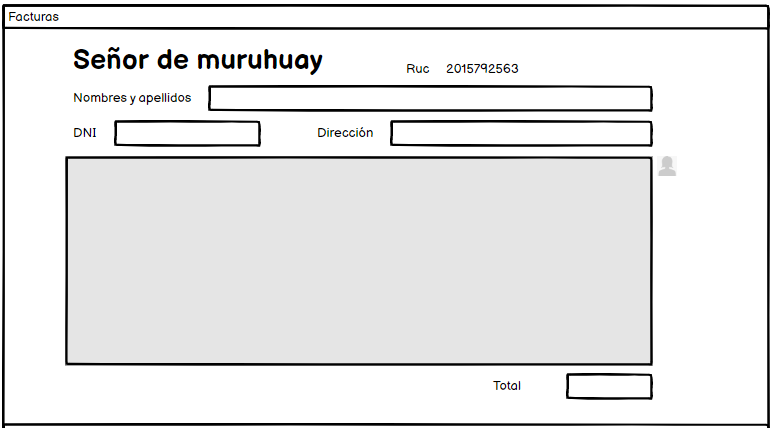 Facturas
Señor de muruhuay
Ruc 2015792563
Nombres y apellidos
DNI Dirección
Total